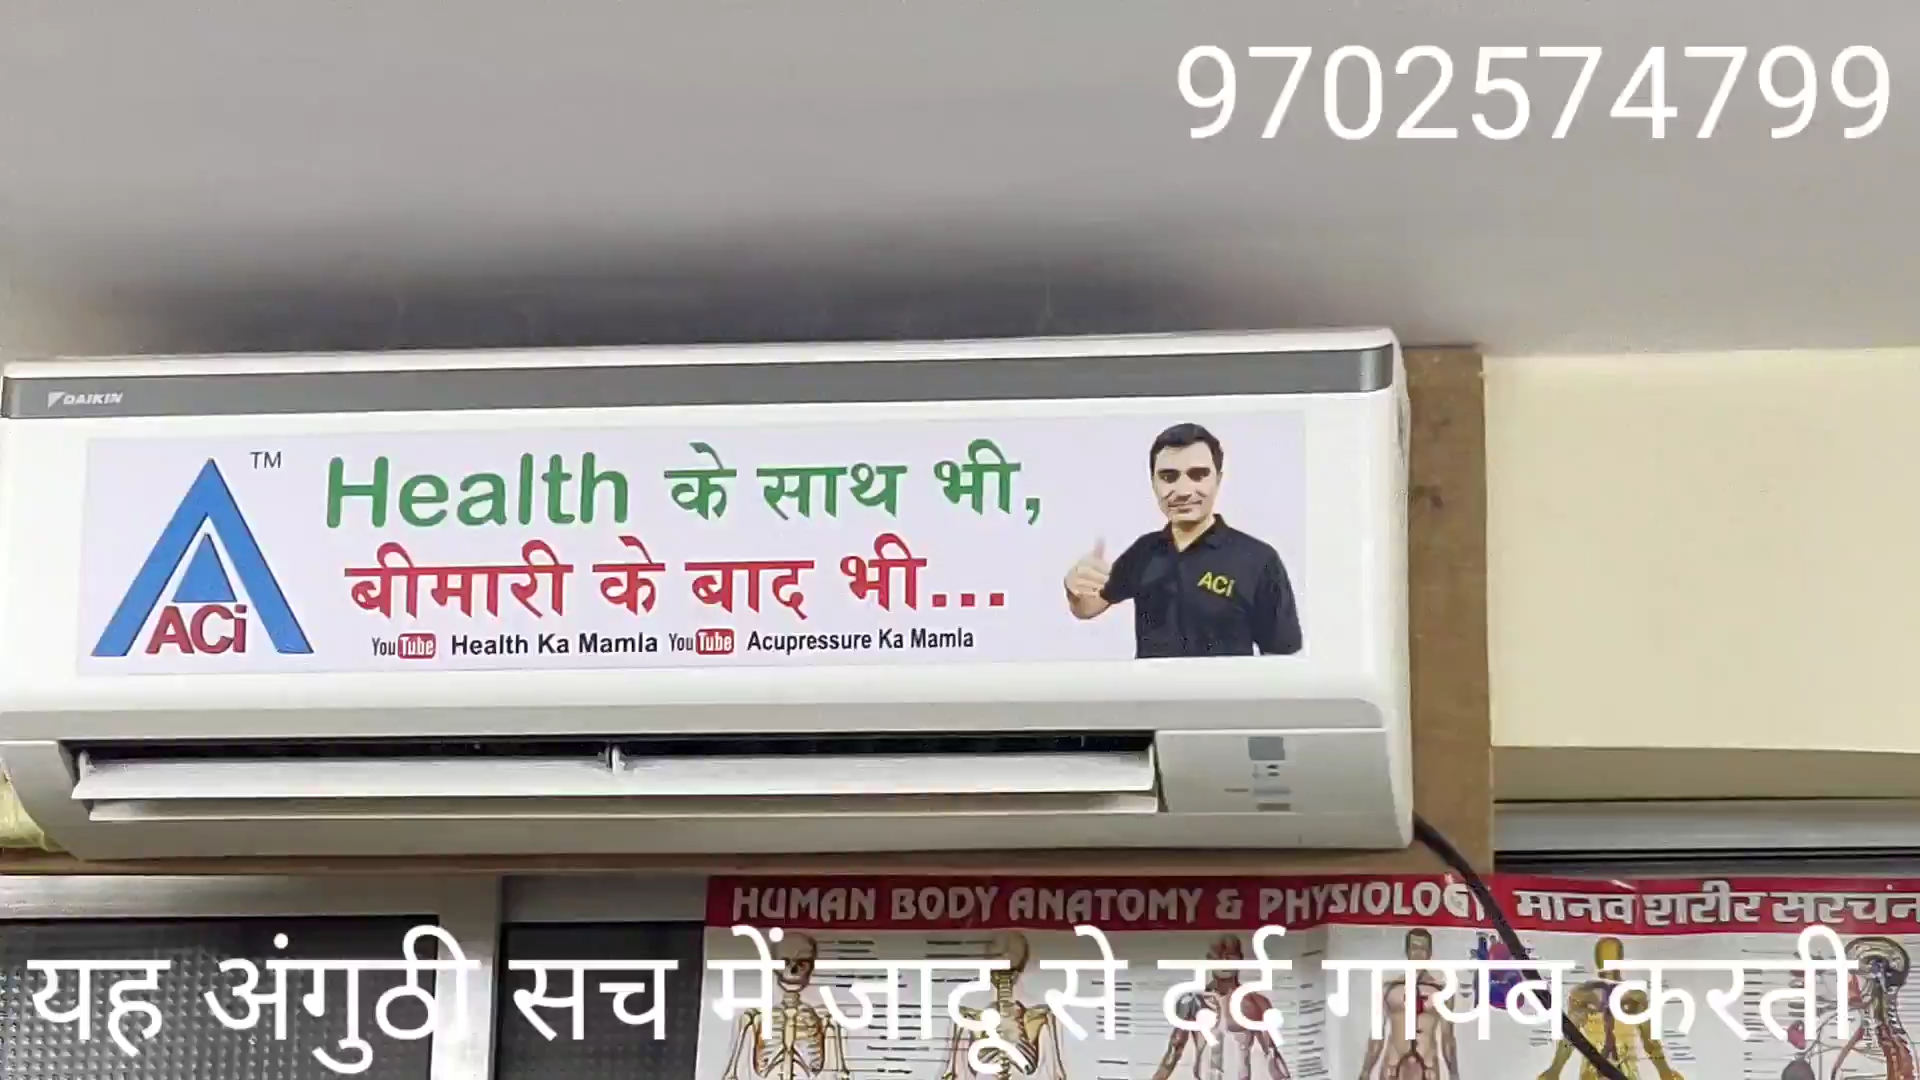 9702574799
DAIKIN
TM
Health के साथ भी,
बीमारी के बाद भी...
ACi
ACi
YouTube Health Ka Mamla YouTube Acupressure Ka Mamla
HUMAN BODY ANATOMY & PHYSIOLOGY मानव शरीर सरचन
यह अंगुठी सच में जादू से दर्द गायब करती